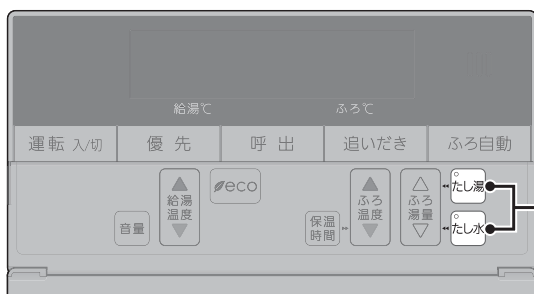 給湯℃ ふろ℃
運転 入/切 優先 呼出 追いだき ふろ自動
給湯温度
eco
音量
保温時間
ふろ温度
ふろ湯量
たし湯
たし水